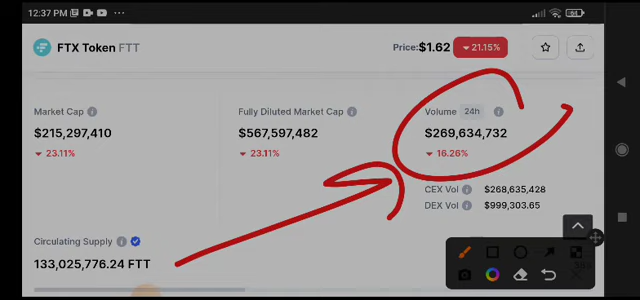 12:37 PM
FTX Token FTT
Price:$1.62 21.15%
Market Cap
Fully Diluted Market Cap
Volume 24h
$215,297,410
$567,597,482
$269,634,732
23.11%
23.11%
16.26%
CEX Vol $268,635,428
DEX Vol $999,303.65
Circulating Supply
133,025,776.24 FTT